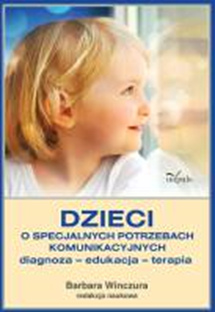 DZIECI
O SPECJALNYCH POTRZEBACH
KOMUNIKACYJNYCH
diagnoza – edukacja – terapia
Barbara Winczura
redakcja naukowa